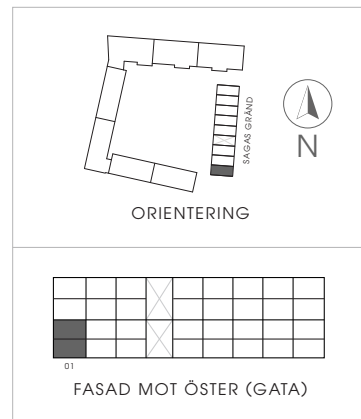 SAGAS GRÄND
N
ORIENTERING
01
FASAD MOT ÖSTER (GATA)